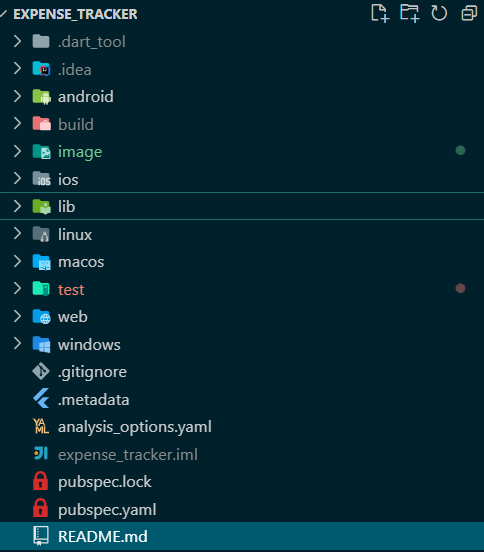 EXPENSE_TRACKER
.dart_tool
.idea
android
build
image
ios
lib
linux
macos
test
web
windows
.gitignore
.metadata
analysis_options.yaml
expense_tracker.iml
pubspec.lock
pubspec.yaml
README.md